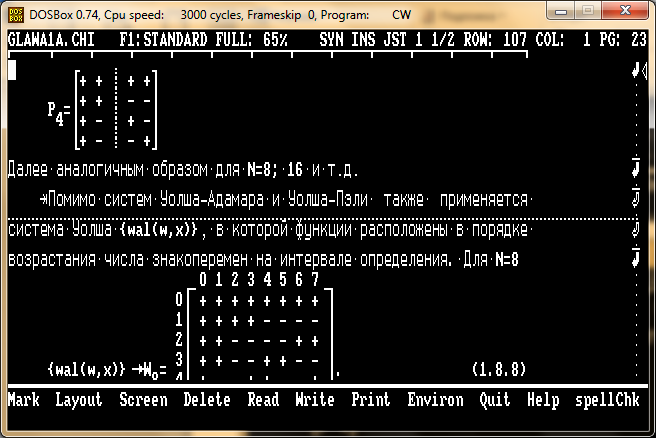 DOSBox 0.74, Cpu speed: 3000 cycles, Frameskip 0, Program: CW
GLAWA1A.CHI F1:STANDARD FULL: 65% SYN INS JST 1 1/2 ROW: 107 COL: 1 PG: 23
+ + + +
+ + - -
P4=
+ - - +
+ - + -
Далее аналогичным образом для N=8; 16 и т.д.
Помимо систем Уолша-Адамара и Уолша-Пэли также применяется
система Уолша {wal(w,x)}, в которой функции расположены в порядке
возрастания числа знакоперемен на интервале определения. Для N=8
0 1 2 3 4 5 6 7
0 + + + + + + + +
1 + + + + - - - -
2 + + - - - - + +
3 + + - - + + - -
{wal(w,x)} →W₈= . (1.8.8)
Mark Layout Screen Delete Read Write Print Environ Quit Help spellChk